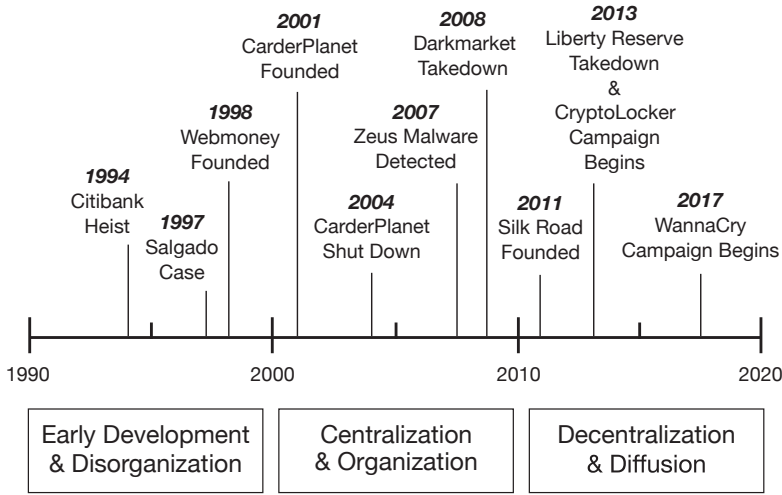 1994
Citibank
Heist
1997
Salgado
Case
1998
Webmoney
Founded
2001
CarderPlanet
Founded
2004
CarderPlanet
Shut Down
2007
Zeus Malware
Detected
2008
Darkmarket
Takedown
2011
Silk Road
Founded
2013
Liberty Reserve
Takedown
&
CryptoLocker
Campaign
Begins
2017
WannaCry
Campaign Begins
1990
2000
2010
2020
Early Development
& Disorganization
Centralization
& Organization
Decentralization
& Diffusion